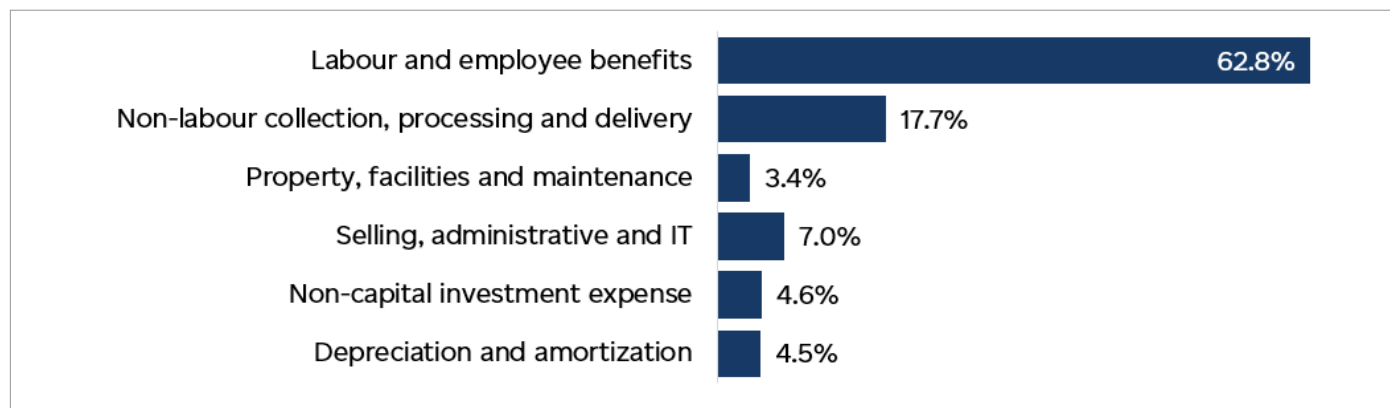 Labour and employee benefits 62.8%
Non-labour collection, processing and delivery 17.7%
Property, facilities and maintenance 3.4%
Selling, administrative and IT 7.0%
Non-capital investment expense 4.6%
Depreciation and amortization 4.5%